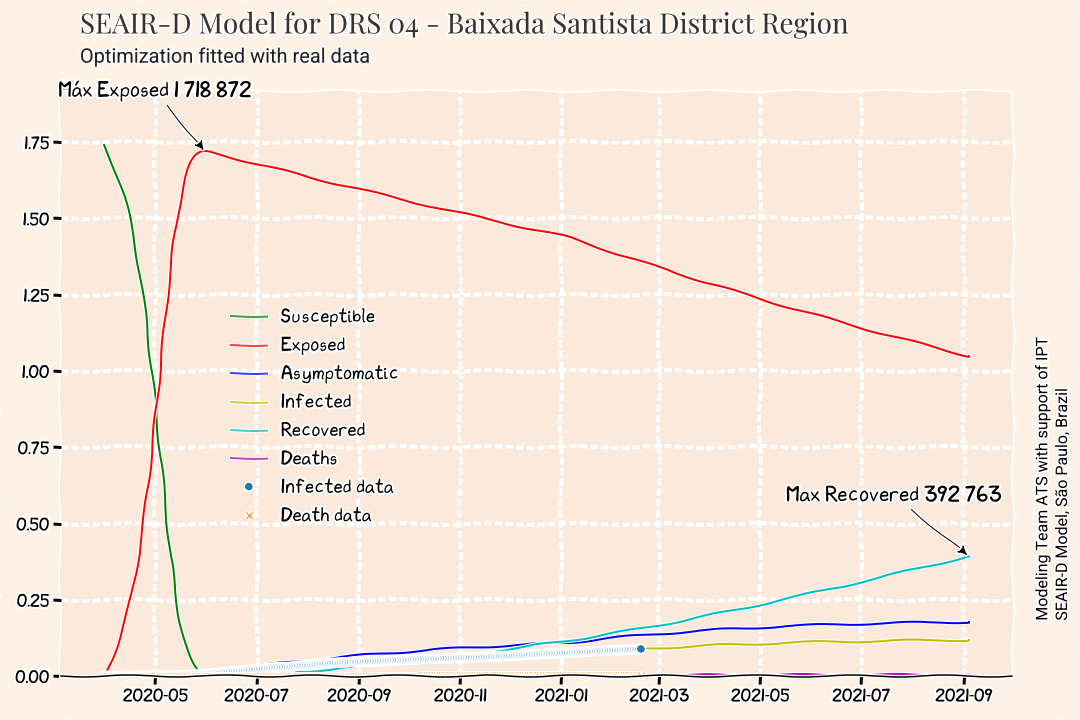 SEAIR-D Model for DRS 04 - Baixada Santista District Region
Optimization fitted with real data
Máx Exposed 1 718 872
1.75
1.50
1.25
1.00
0.75
0.50
0.25
0.00
Susceptible
Exposed
Asymptomatic
Infected
Recovered
Deaths
Infected data
Death data
Max Recovered 392 763
2020-05
2020-07
2020-09
2020-11
2021-01
2021-03
2021-05
2021-07
2021-09
Modeling Team ATS with support of IPT
SEAIR-D Model, São Paulo, Brazil